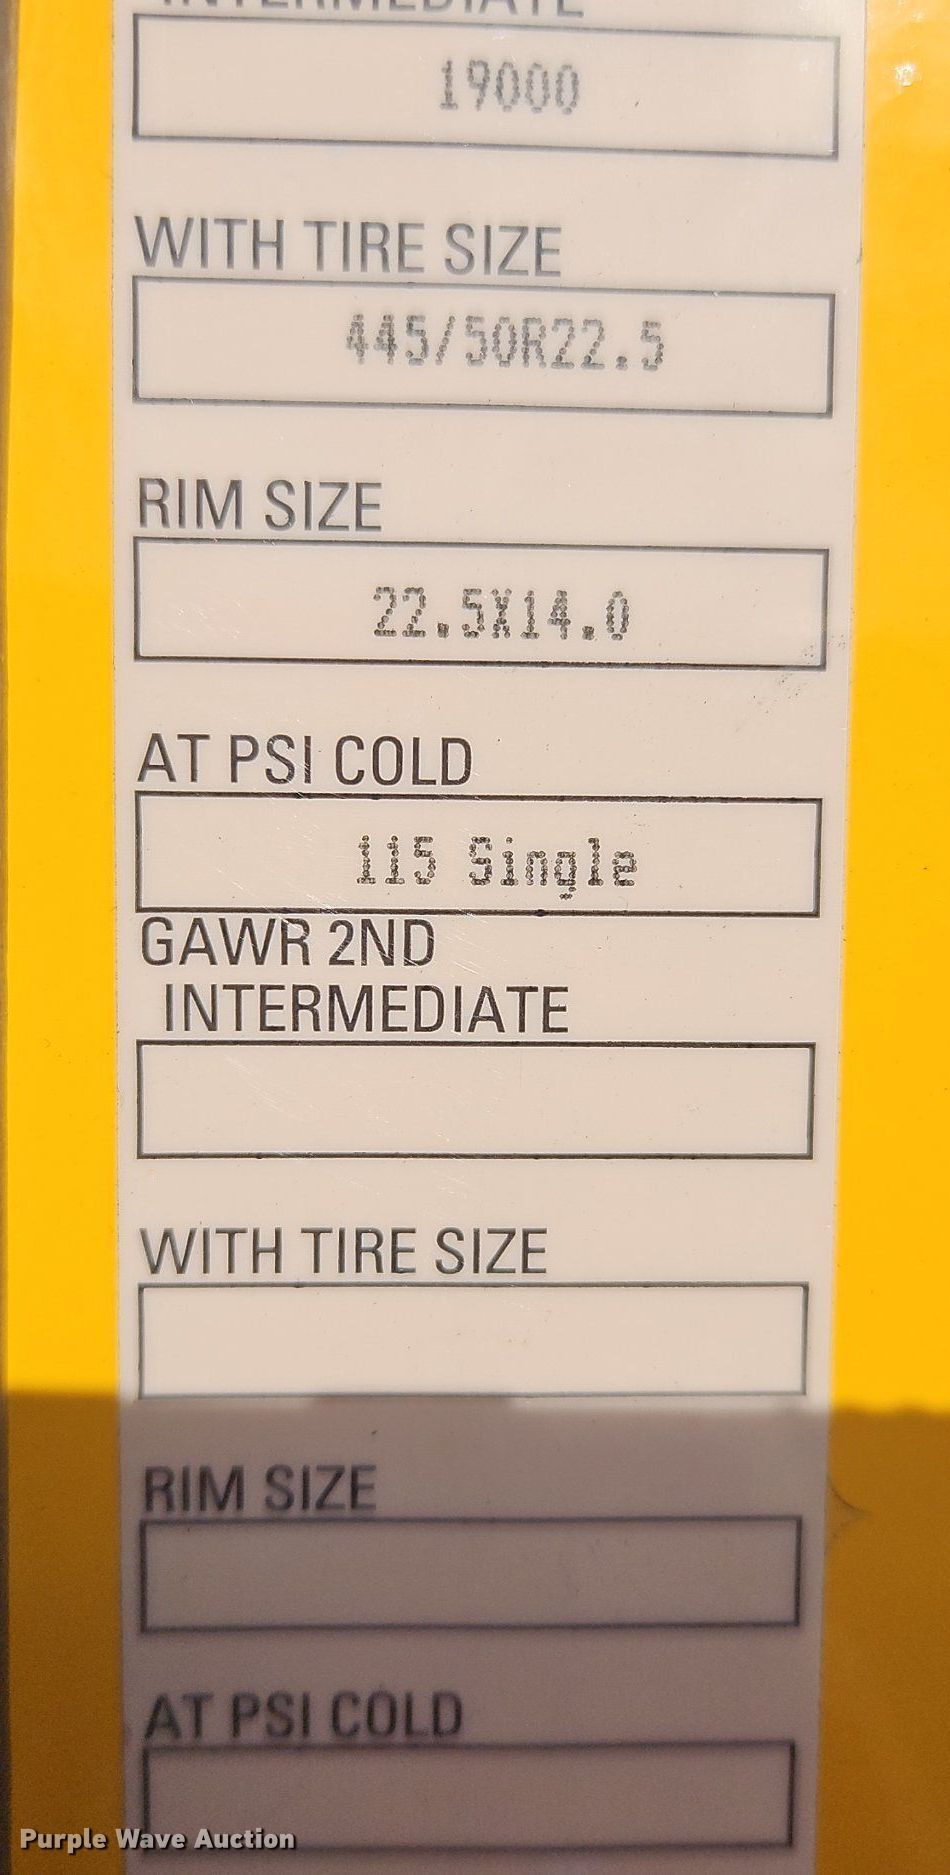 INTERMEDIATE
19000
WITH TIRE SIZE
445/50R22.5
RIM SIZE
22.5X14.0
AT PSI COLD
115 Single
GAWR 2ND
INTERMEDIATE
WITH TIRE SIZE
RIM SIZE
AT PSI COLD
Purple Wave Auction